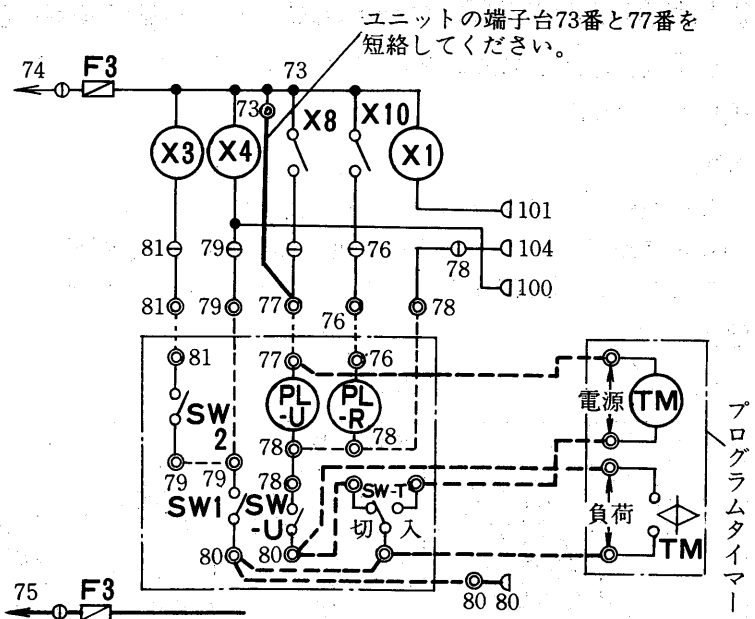 ユニットの端子台73番と77番を
短絡してください。
74 F3 73
73 X8 X10
X3 X4 X1
101
81 79 76 104
78
100
81 79 77 76 78
81 77 76
PL-U PL-R 電源 TM
SW2 78 78
79 79 78 SW-T
SW1 SW-U 切 入 負荷 TM
80 80
80 80
75 F3
プログラムタイマー